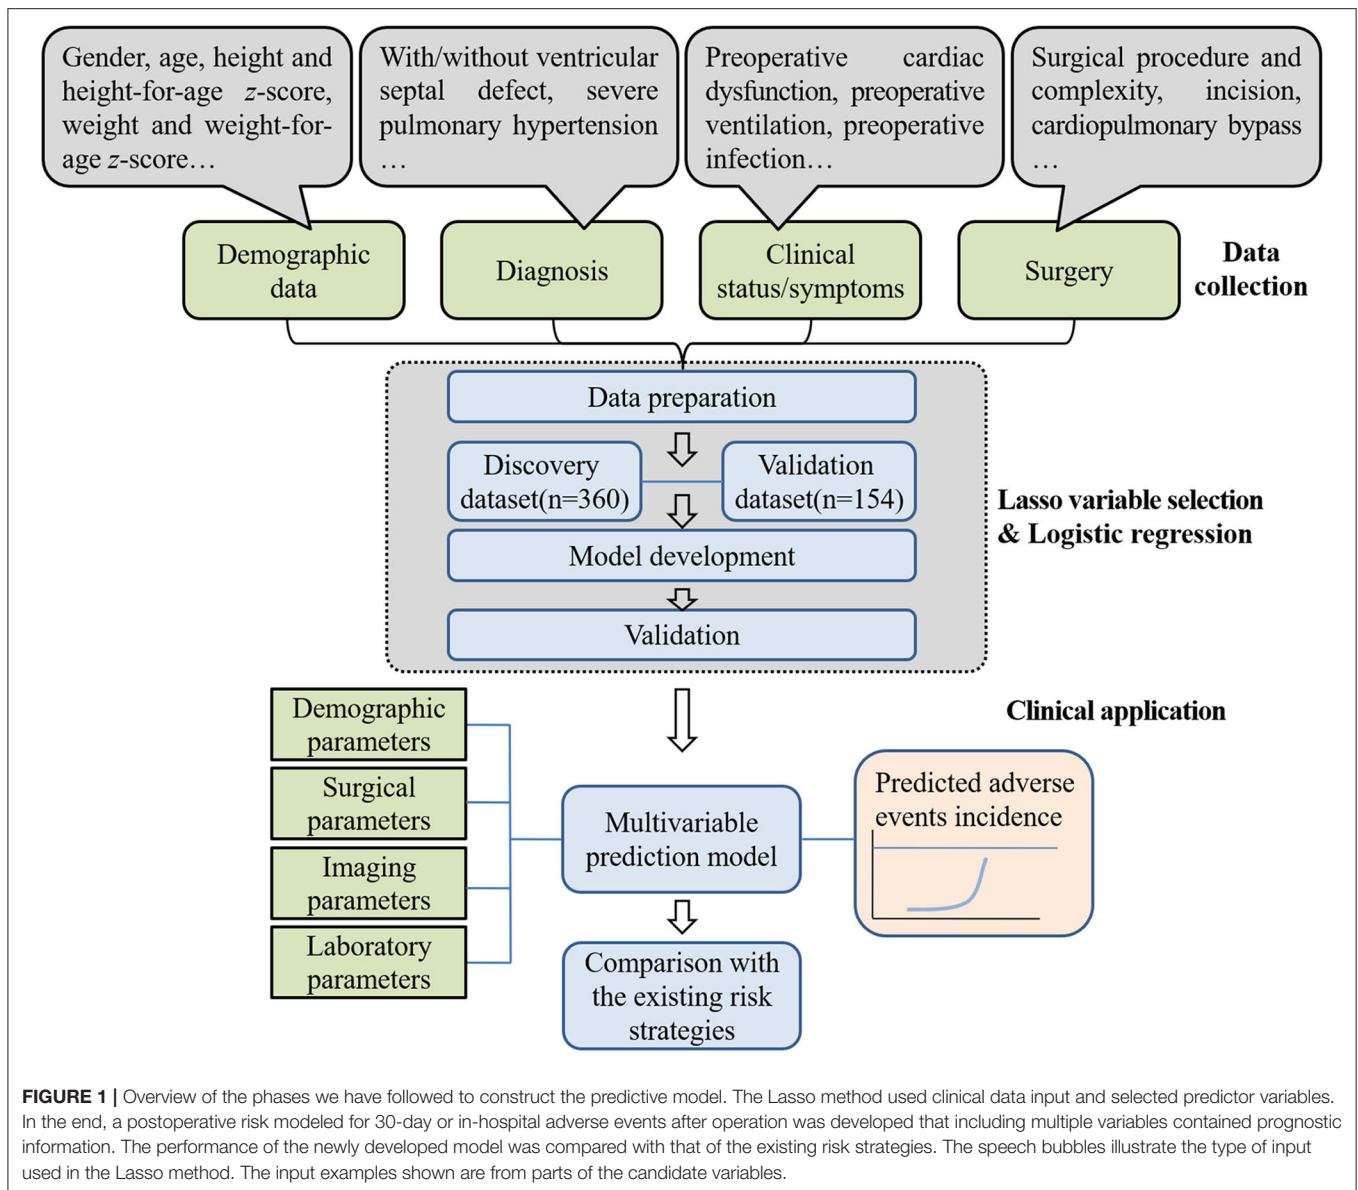 Gender, age, height and
height-for-age z-score,
weight and weight-for-
age z-score…
With/without ventricular
septal defect, severe
pulmonary hypertension
…
Preoperative cardiac
dysfunction, preoperative
ventilation, preoperative
infection…
Surgical procedure and
complexity, incision,
cardiopulmonary bypass
…
Demographic
data
Diagnosis
Clinical
status/symptoms
Surgery
Data
collection
Data preparation
Discovery
dataset(n=360)
Validation
dataset(n=154)
Lasso variable selection
& Logistic regression
Model development
Validation
Clinical application
Demographic
parameters
Surgical
parameters
Imaging
parameters
Laboratory
parameters
Multivariable
prediction model
Predicted adverse
events incidence
Comparison with
the existing risk
strategies
FIGURE 1 | Overview of the phases we have followed to construct the predictive model. The Lasso method used clinical data input and selected predictor variables.
In the end, a postoperative risk modeled for 30-day or in-hospital adverse events after operation was developed that including multiple variables contained prognostic
information. The performance of the newly developed model was compared with that of the existing risk strategies. The speech bubbles illustrate the type of input
used in the Lasso method. The input examples shown are from parts of the candidate variables.